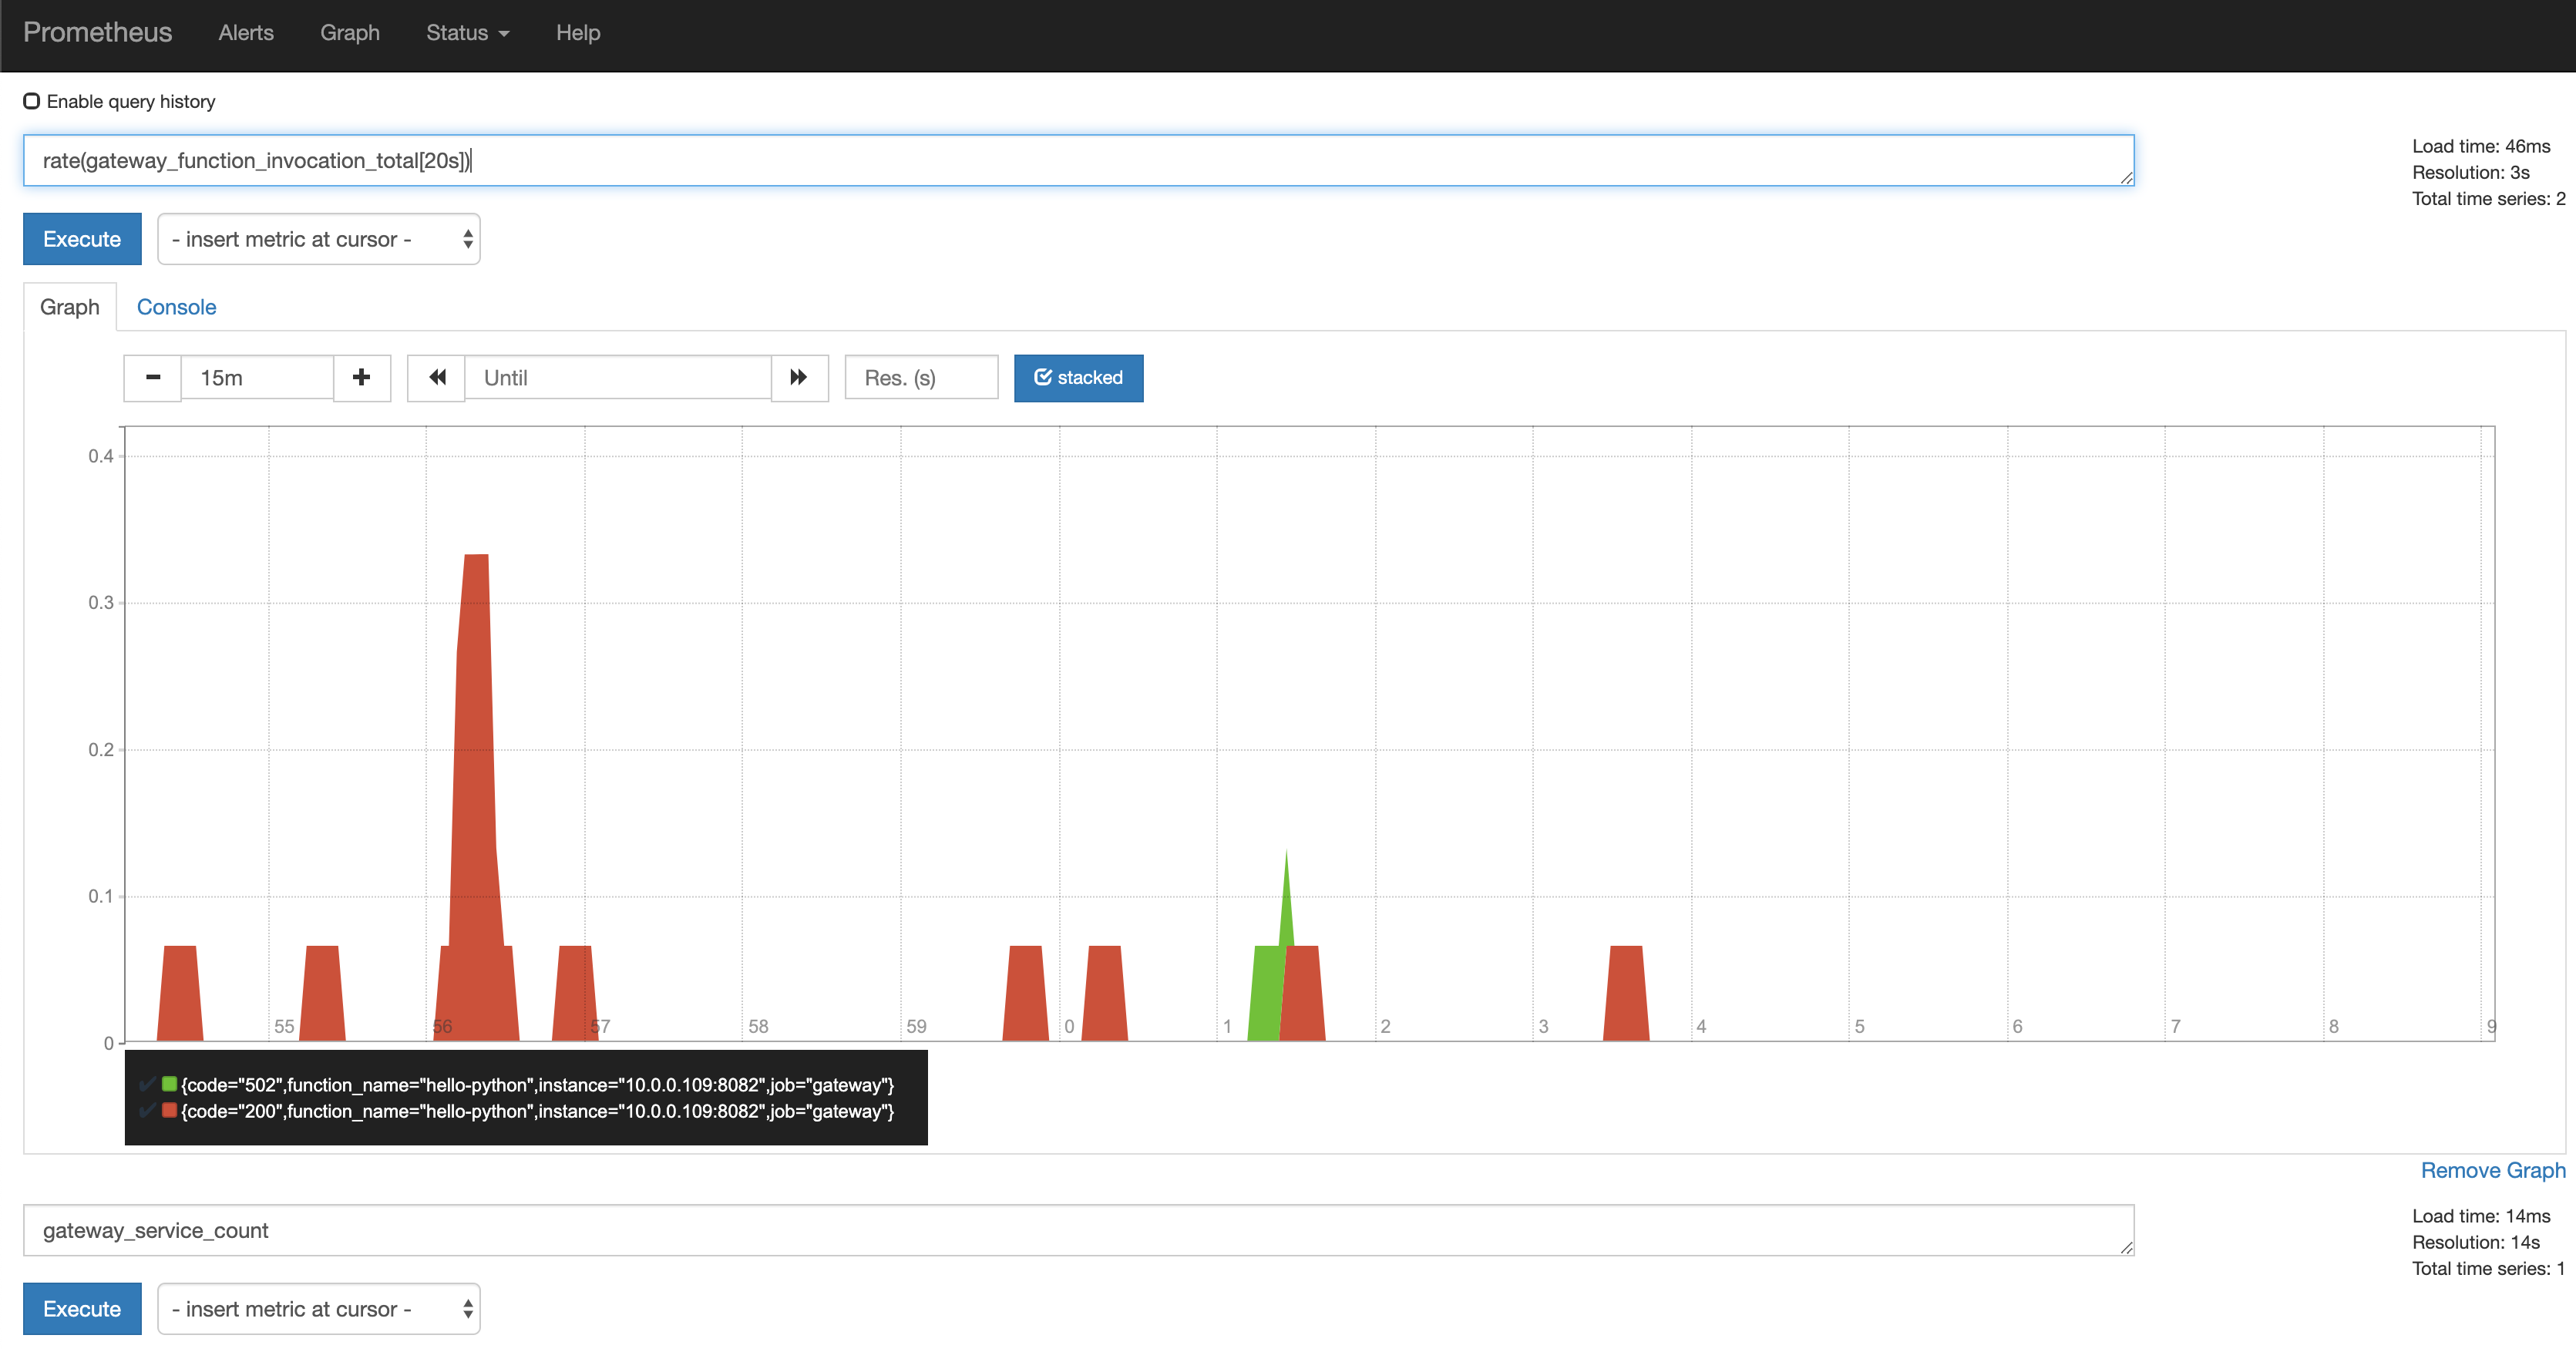 Prometheus Alerts Graph Status Help
Enable query history
rate(gateway_function_invocation_total[20s])
Load time: 46ms
Resolution: 3s
Total time series: 2
Execute - insert metric at cursor -
Graph Console
15m Until Res. (s) stacked
0.4
0.3
0.2
0.1
0
55 56 57 58 59 0 1 2 3 4 5 6 7 8 9
{code="502",function_name="hello-python",instance="10.0.0.109:8082",job="gateway"}
{code="200",function_name="hello-python",instance="10.0.0.109:8082",job="gateway"}
Remove Graph
gateway_service_count
Load time: 14ms
Resolution: 14s
Total time series: 1
Execute - insert metric at cursor -